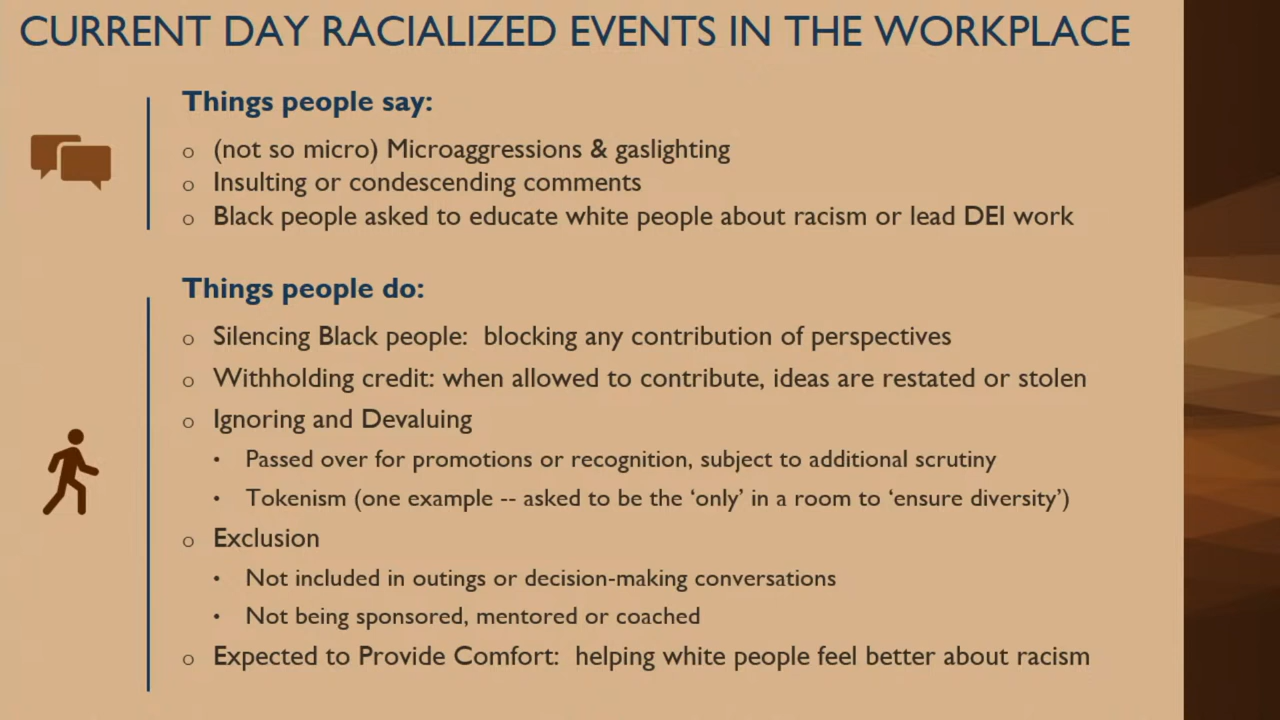 CURRENT DAY RACIALIZED EVENTS IN THE WORKPLACE
Things people say:
o (not so micro) Microaggressions & gaslighting
o Insulting or condescending comments
o Black people asked to educate white people about racism or lead DEI work
Things people do:
o Silencing Black people:  blocking any contribution of perspectives
o Withholding credit: when allowed to contribute, ideas are restated or stolen
o Ignoring and Devaluing
• Passed over for promotions or recognition, subject to additional scrutiny
• Tokenism (one example -- asked to be the ‘only’ in a room to ‘ensure diversity’)
o Exclusion
• Not included in outings or decision-making conversations
• Not being sponsored, mentored or coached
o Expected to Provide Comfort:  helping white people feel better about racism